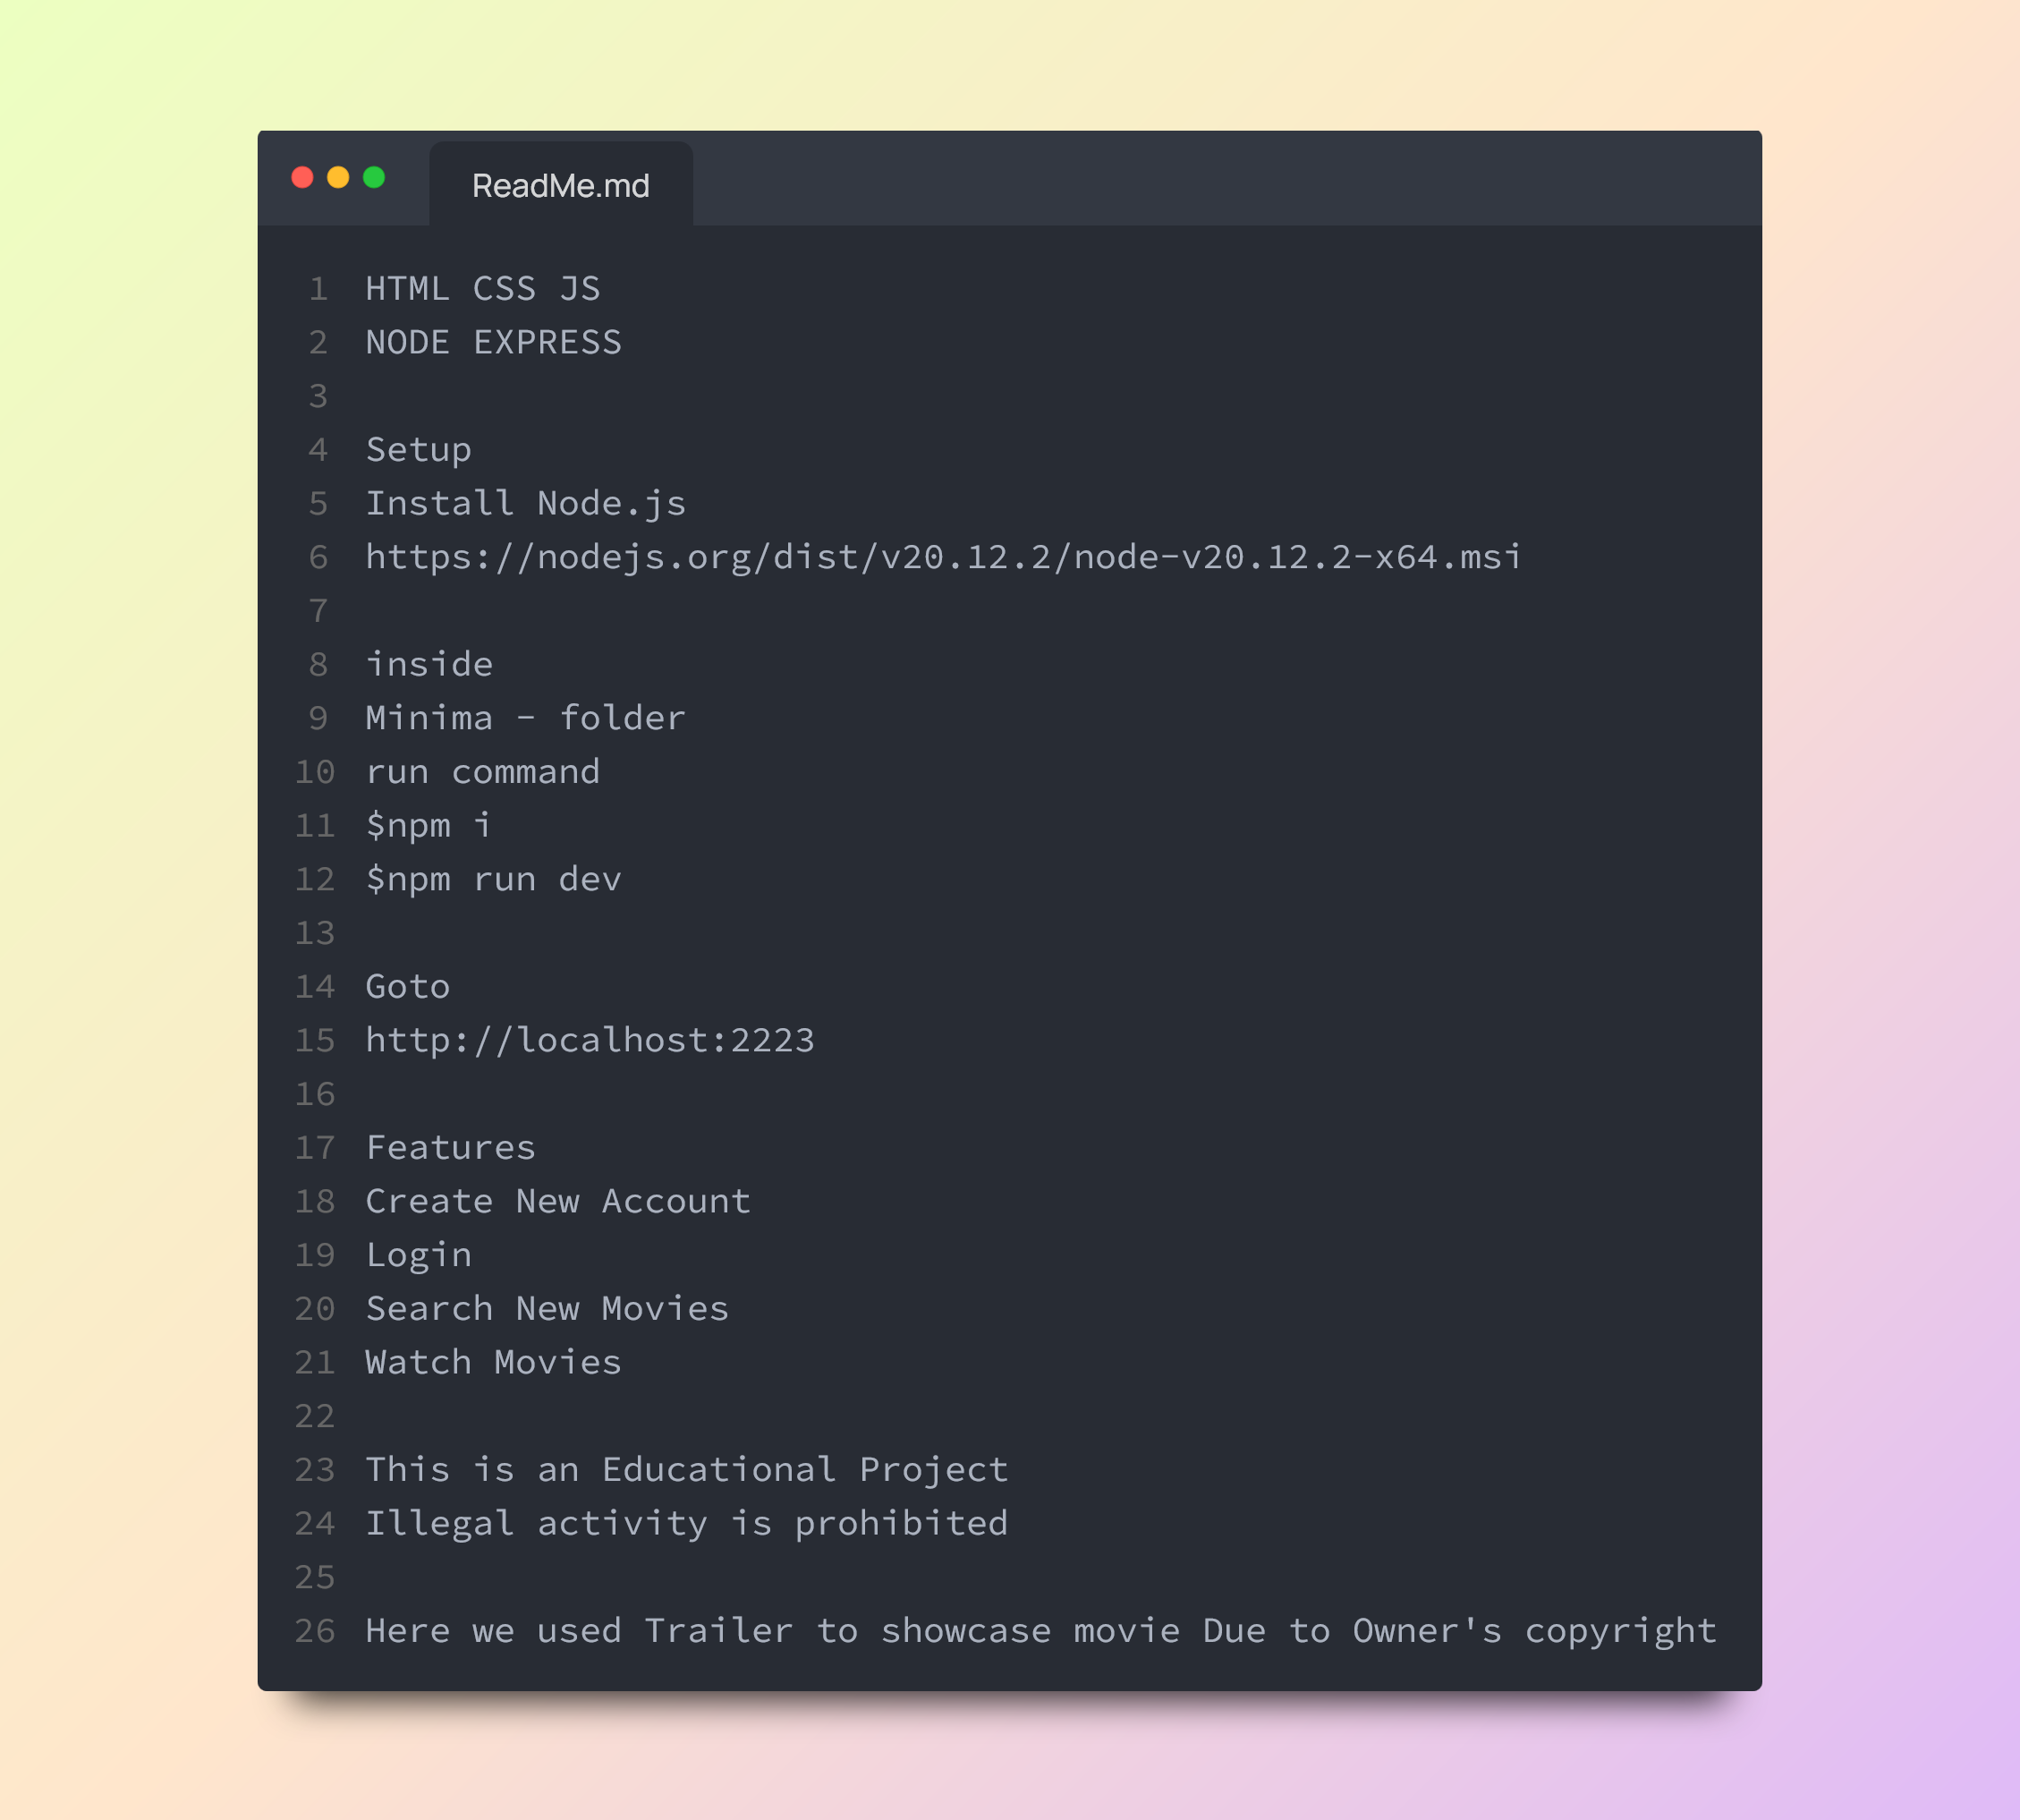 ReadMe.md
1 HTML CSS JS
2 NODE EXPRESS
3
4 Setup
5 Install Node.js
6 https://nodejs.org/dist/v20.12.2/node-v20.12.2-x64.msi
7
8 inside
9 Minima - folder
10 run command
11 $npm i
12 $npm run dev
13
14 Goto
15 http://localhost:2223
16
17 Features
18 Create New Account
19 Login
20 Search New Movies
21 Watch Movies
22
23 This is an Educational Project
24 Illegal activity is prohibited
25
26 Here we used Trailer to showcase movie Due to Owner's copyright